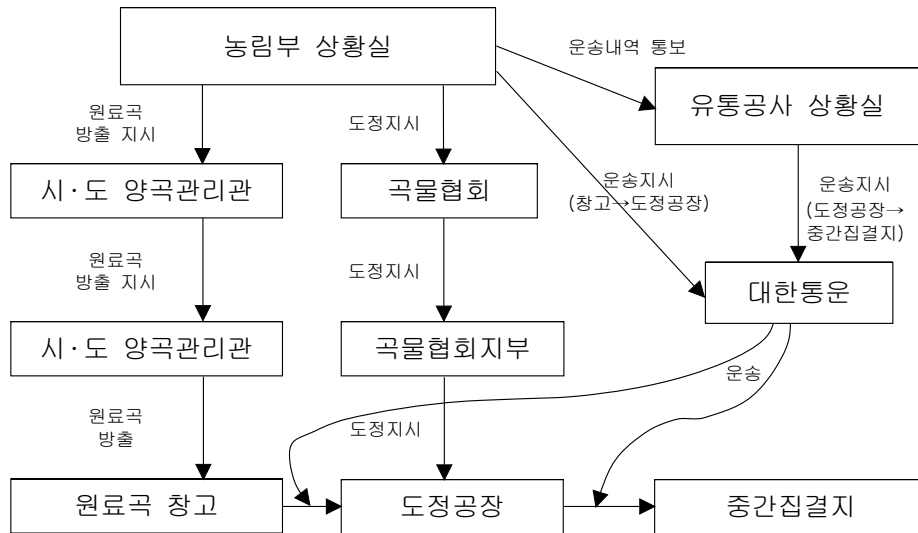 농림부 상황실
운송내역 통보
유통공사 상황실
원료곡
방출 지시
도정지시
시·도 양곡관리관
곡물협회
운송지시
(창고→도정공장)
운송지시
(도정공장→
중간집결지)
원료곡
방출 지시
도정지시
대한통운
시·도 양곡관리관
곡물협회지부
운송
원료곡
방출
도정지시
원료곡 창고
도정공장
중간집결지